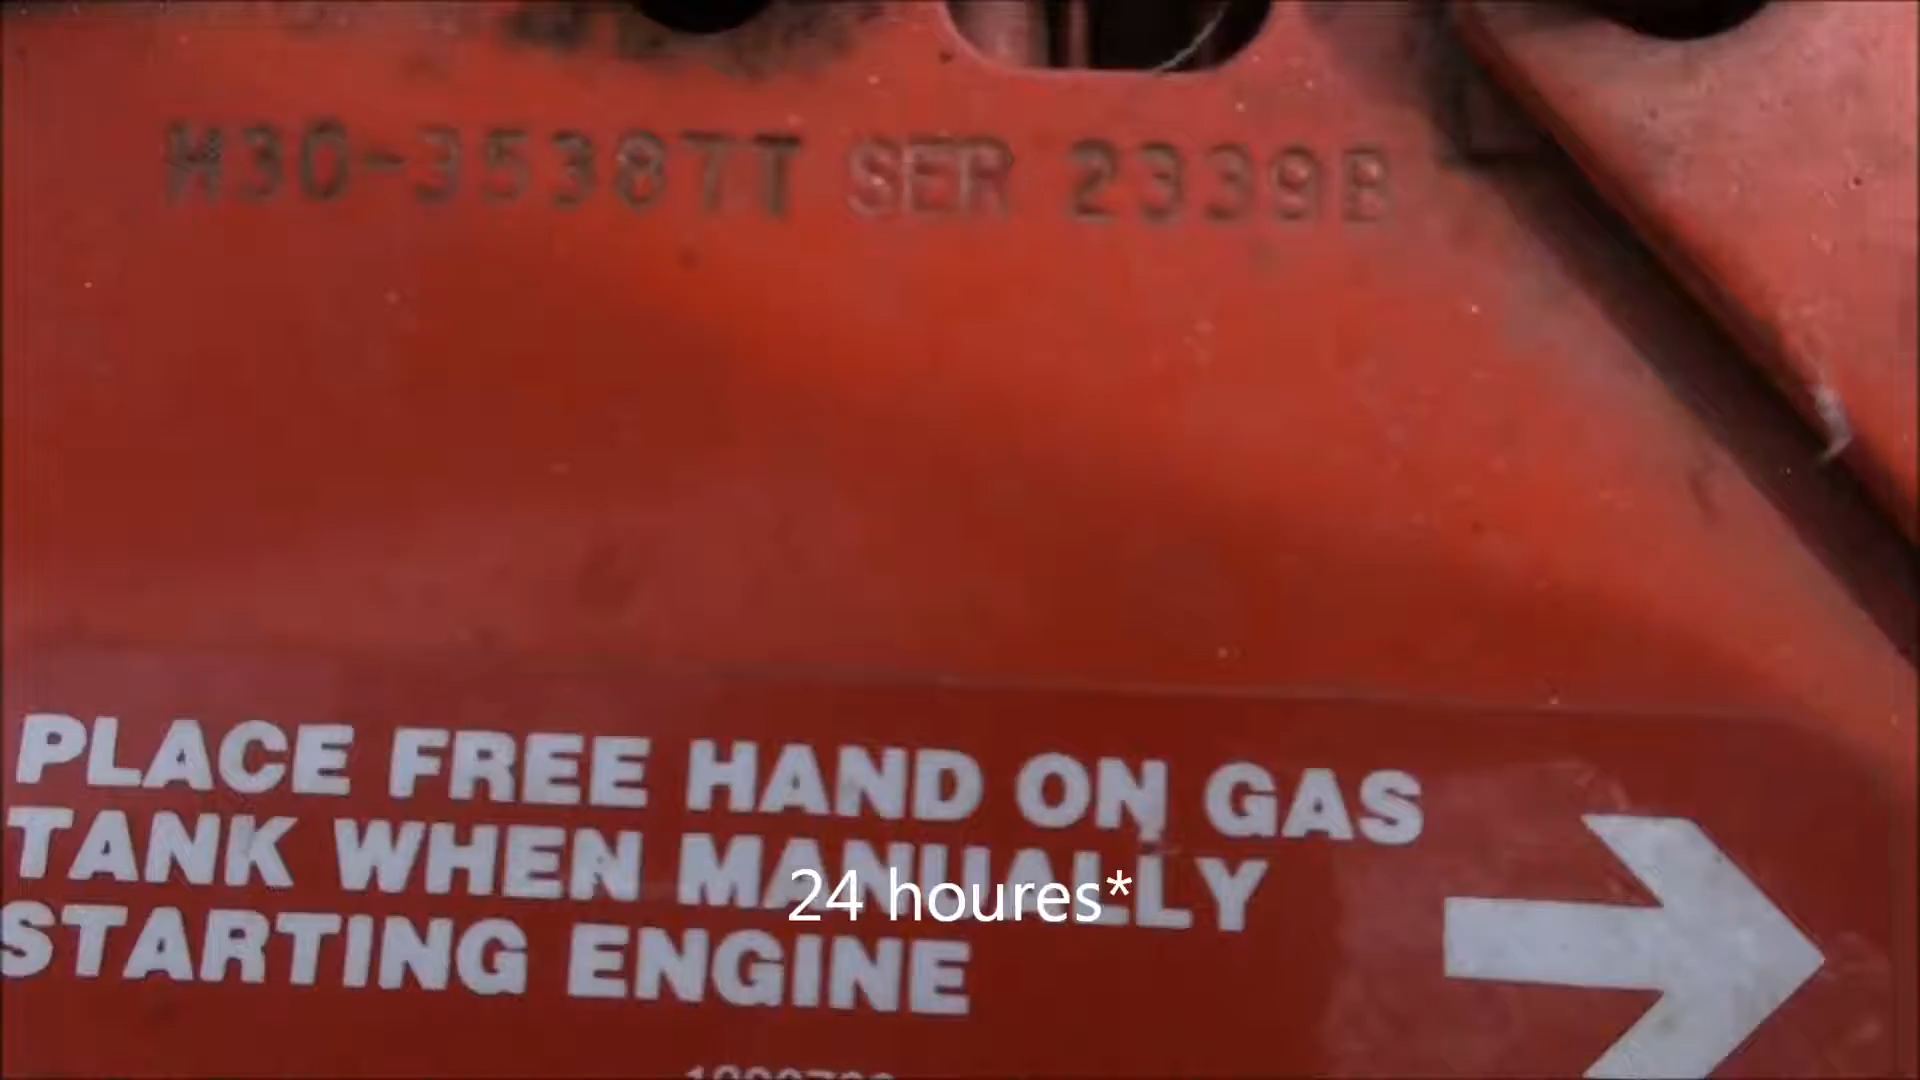 M30-35387T SER 2339B
PLACE FREE HAND ON GAS
TANK WHEN MANUALLY
24 houres*
STARTING ENGINE